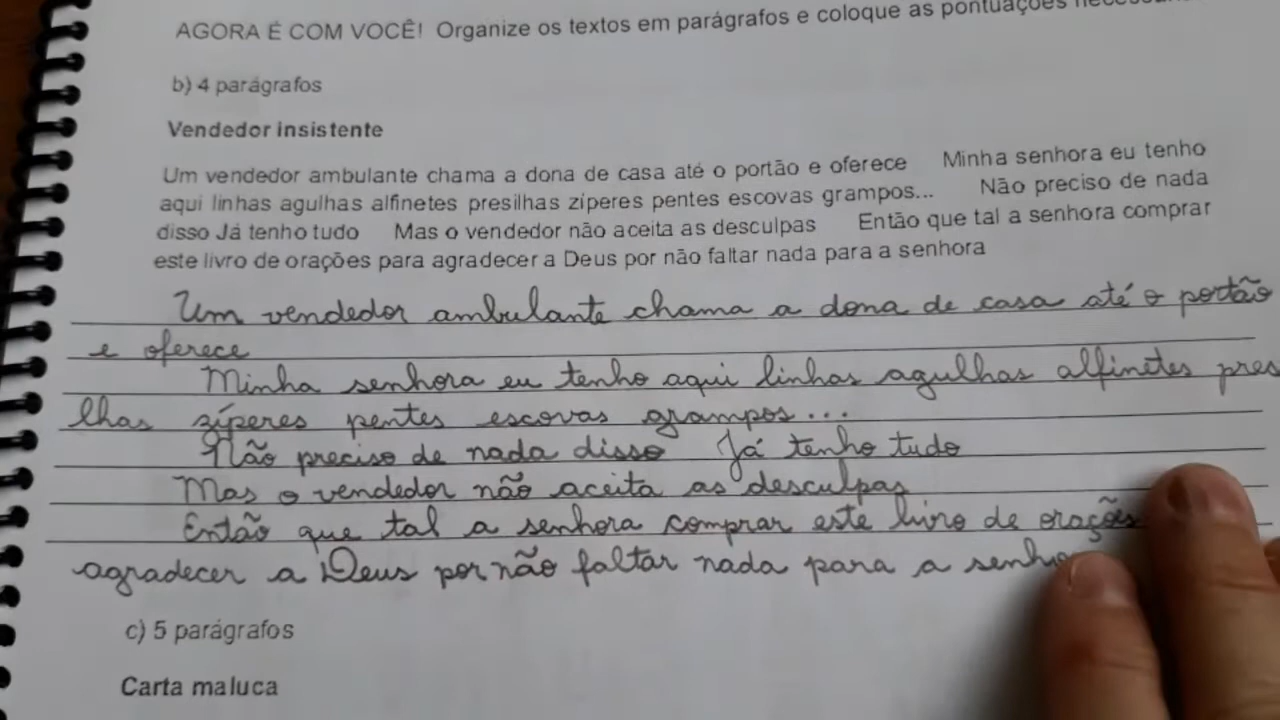 AGORA É COM VOCÊ! Organize os textos em parágrafos e coloque as pontuações
b) 4 parágrafos
Vendedor insistente
Um vendedor ambulante chama a dona de casa até o portão e oferece Minha senhora eu tenho
aqui linhas agulhas alfinetes presilhas zíperes pentes escovas grampos... Não preciso de nada
disso Já tenho tudo Mas o vendedor não aceita as desculpas Então que tal a senhora comprar
este livro de orações para agradecer a Deus por não faltar nada para a senhora
Um vendedor ambulante chama a dona de casa até o portão
e oferece
Minha senhora eu tenho aqui linhas agulhas alfinetes pres
lhas zíperes pentes escovas grampos...
Não preciso de nada disso Já tenho tudo
Mas o vendedor não aceita as desculpas
Então que tal a senhora comprar este livro de orações
agradecer a Deus por não faltar nada para a
c) 5 parágrafos
Carta maluca